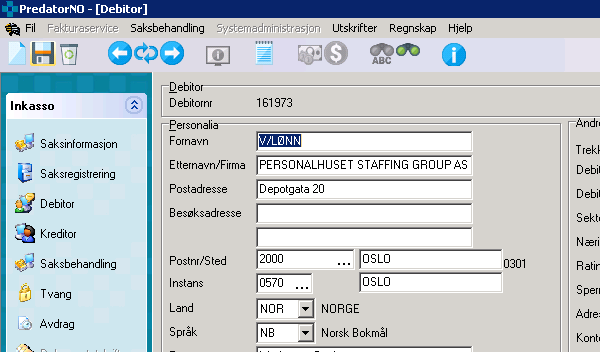 PredatorNO - [Debitor]
Fil Fakturaservice Saksbehandling Systemadministrasjon Utskrifter Regnskap Hjelp
ABC
Inkasso
Saksinformasjon
Saksregistrering
Debitor
Kreditor
Saksbehandling
Tvang
Avdrag
Debitor
Debitornr 161973
Personalia
Fornavn V/LØNN
Etternavn/Firma PERSONALHUSET STAFFING GROUP AS
Postadresse Depotgata 20
Besøksadresse
Postnr/Sted 2000 ... OSLO 0301
Instans 0570 ... OSLO
Land NOR NORGE
Språk NB Norsk Bokmål
Andre
Trekk
Debit
Debit
Sekto
Næri
Ratin
Sperr
Adres
Konto